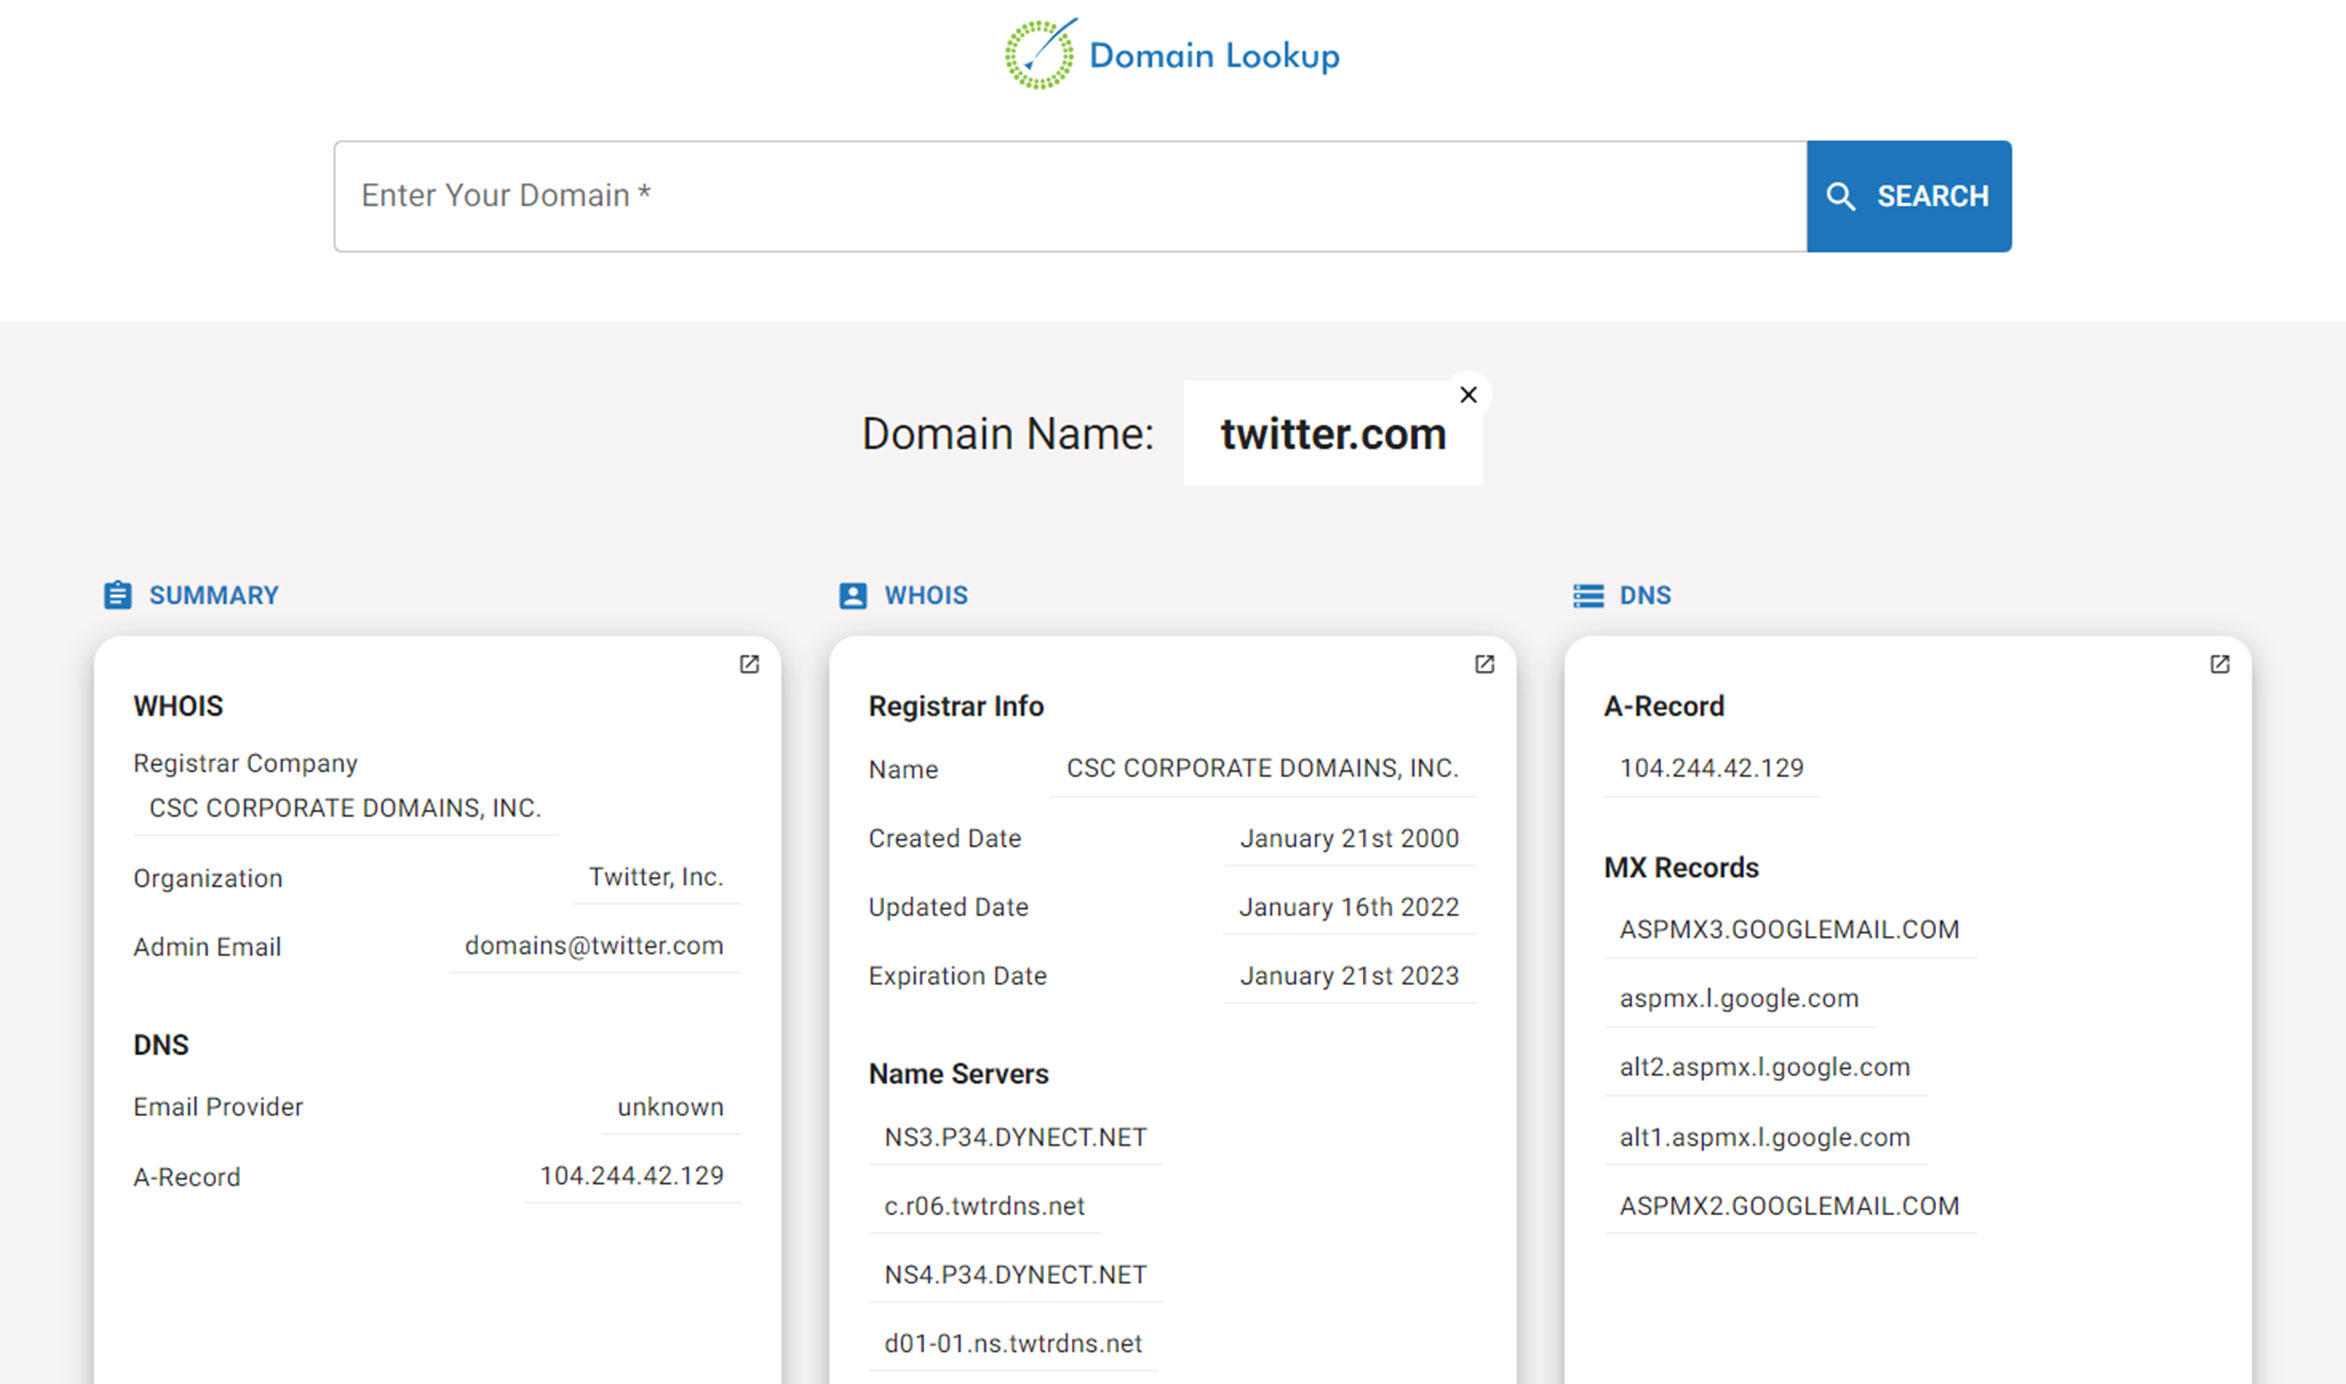 Domain Lookup
Enter Your Domain *
SEARCH
Domain Name: twitter.com
SUMMARY
WHOIS
Registrar Company
CSC CORPORATE DOMAINS, INC.
Organization Twitter, Inc.
Admin Email domains@twitter.com
DNS
Email Provider unknown
A-Record 104.244.42.129
WHOIS
Registrar Info
Name CSC CORPORATE DOMAINS, INC.
Created Date January 21st 2000
Updated Date January 16th 2022
Expiration Date January 21st 2023
Name Servers
NS3.P34.DYNECT.NET
c.r06.twtrdns.net
NS4.P34.DYNECT.NET
d01-01.ns.twtrdns.net
DNS
A-Record
104.244.42.129
MX Records
ASPMX3.GOOGLEMAIL.COM
aspmx.l.google.com
alt2.aspmx.l.google.com
alt1.aspmx.l.google.com
ASPMX2.GOOGLEMAIL.COM